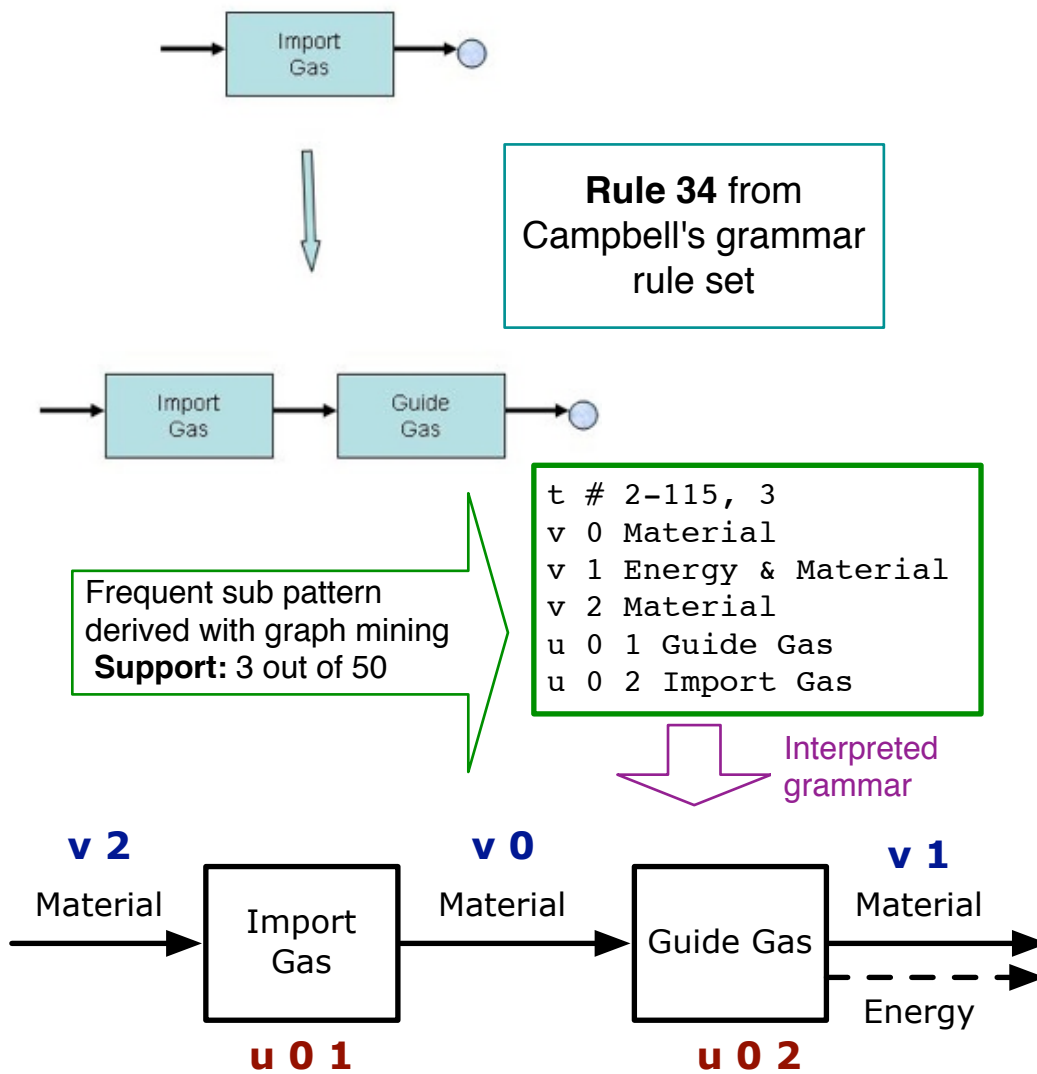 Import
Gas
Rule 34 from
Campbell's grammar
rule set
Import
Gas
Guide
Gas
t # 2-115, 3
v 0 Material
v 1 Energy & Material
v 2 Material
u 0 1 Guide Gas
u 0 2 Import Gas
Frequent sub pattern
derived with graph mining
Support: 3 out of 50
Interpreted
grammar
v 2
v 0
v 1
Material
Material
Material
Import
Gas
Guide Gas
Energy
u 0 1
u 0 2